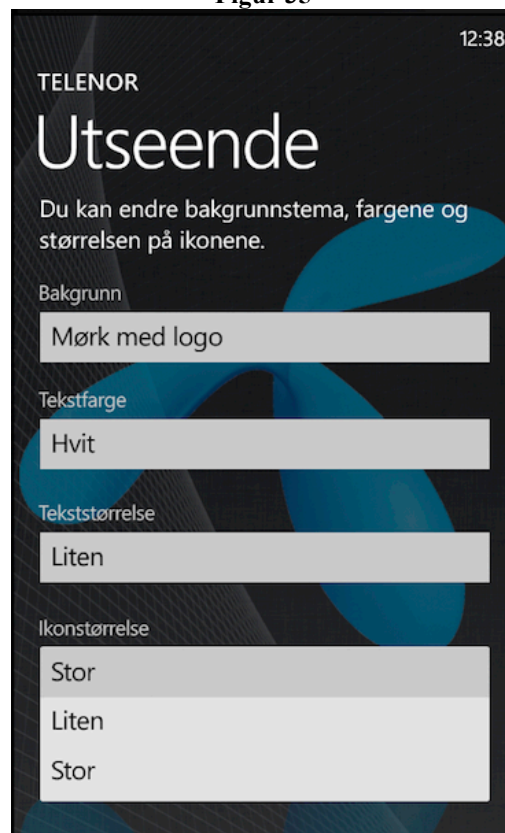 12:38
TELENOR
Utseende
Du kan endre bakgrunnstema, fargene og
størrelsen på ikonene.
Bakgrunn
Mørk med logo
Tekstfarge
Hvit
Tekststørrelse
Liten
Ikonstørrelse
Stor
Liten
Stor